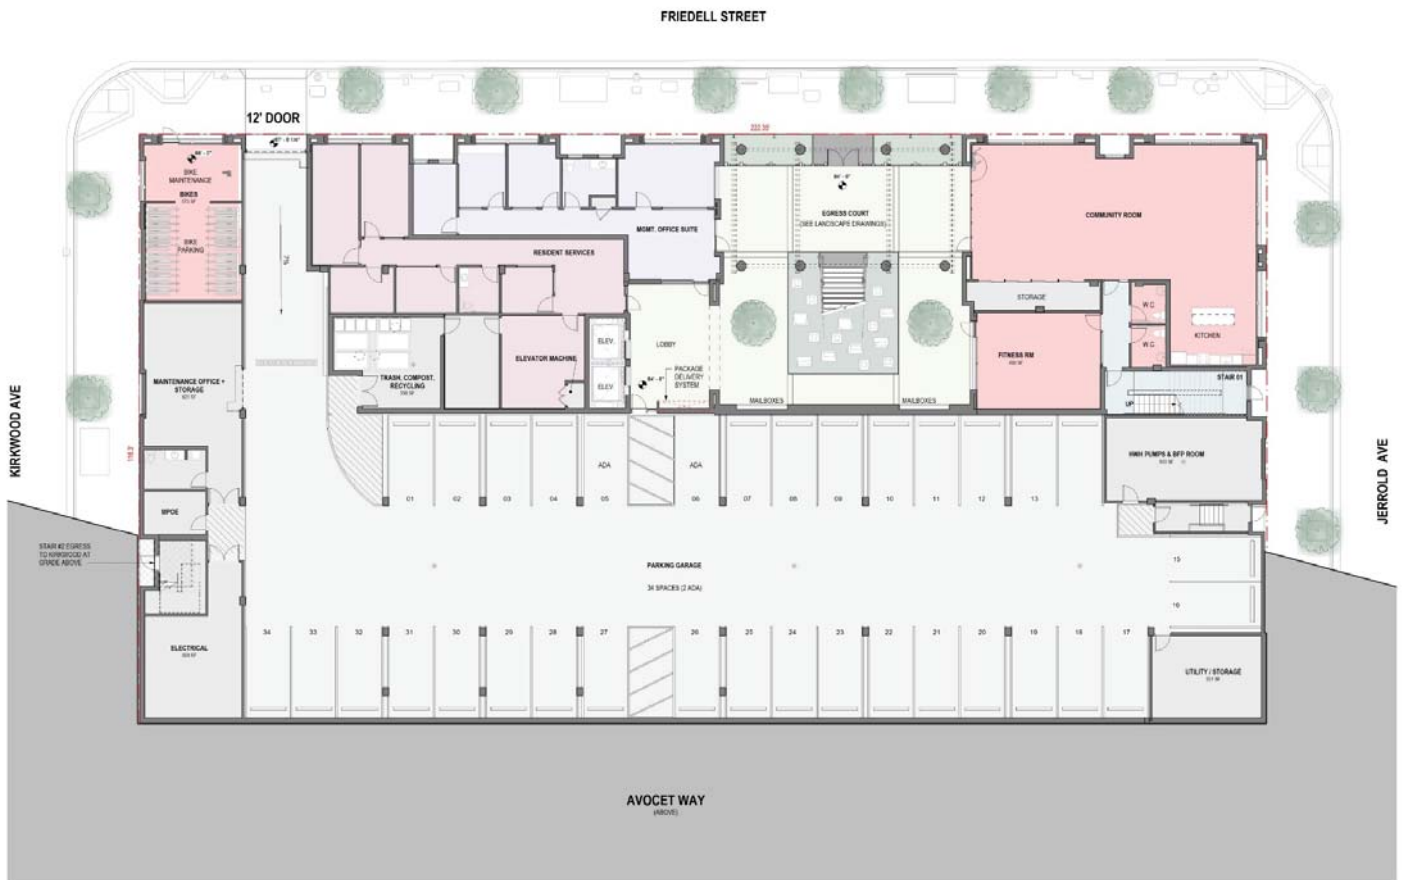 FRIEDELL STREET
12' DOOR
222.35'
BIKE
MAINTENANCE
BIKES
BIKE
PARKING
7%
RESIDENT SERVICES
MGMT. OFFICE SUITE
EGRESS COURT
(SEE LANDSCAPE DRAWINGS)
COMMUNITY ROOM
STORAGE
W.C.
W.C.
KITCHEN
FITNESS RM
STAIR 01
UP
ELEV.
ELEV.
LOBBY
PACKAGE
DELIVERY
SYSTEM
MAILBOXES
MAILBOXES
ELEVATOR MACHINE
TRASH, COMPOST,
RECYCLING
MAINTENANCE OFFICE +
STORAGE
KIRKWOOD AVE
JERROLD AVE
MPOE
STAIR #2 EGRESS
TO KIRKWOOD AT
GRADE ABOVE
ELECTRICAL
HWH PUMPS & BFP ROOM
ADA
ADA
01
02
03
04
05
06
07
08
09
10
11
12
13
15
16
PARKING GARAGE
34 SPACES (2 ADA)
34
33
32
31
30
29
28
27
26
25
24
23
22
21
20
19
18
17
UTILITY / STORAGE
AVOCET WAY
(ABOVE)